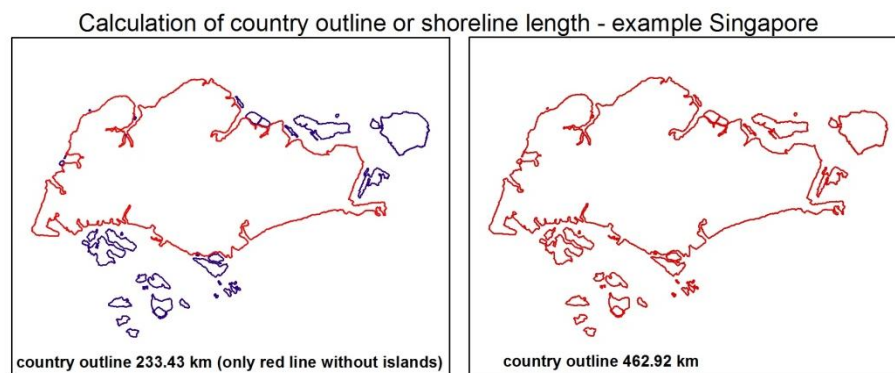 Calculation of country outline or shoreline length - example Singapore
country outline 233.43 km (only red line without islands)
country outline 462.92 km